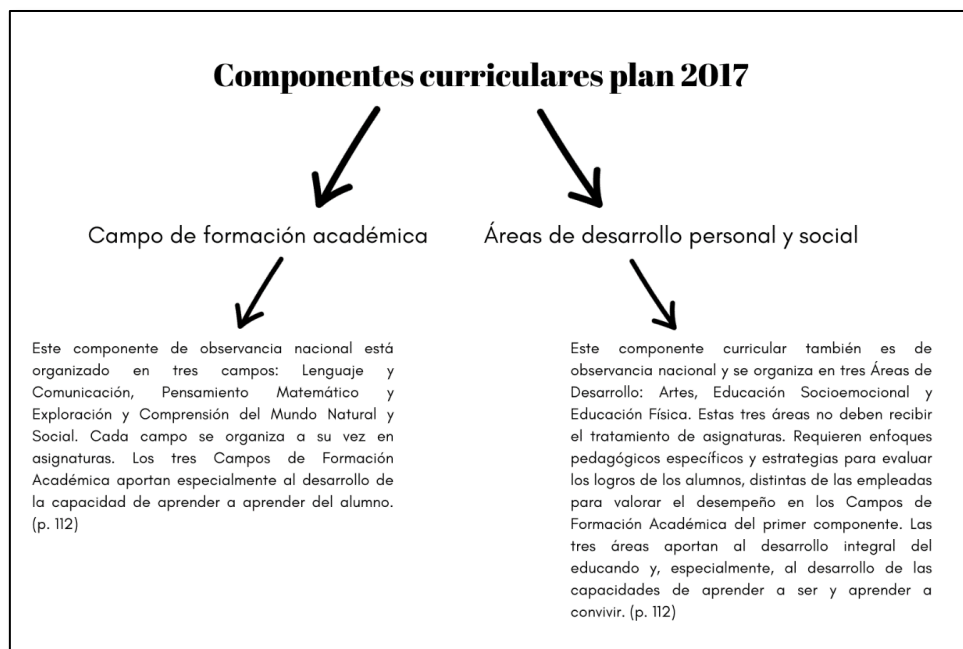 Componentes curriculares plan 2017
Campo de formación académica
Áreas de desarrollo personal y social
Este componente de observancia nacional está
organizado en tres campos: Lenguaje y
Comunicación, Pensamiento Matemático y
Exploración y Comprensión del Mundo Natural y
Social. Cada campo se organiza a su vez en
asignaturas. Los tres Campos de Formación
Académica aportan especialmente al desarrollo de
la capacidad de aprender a aprender del alumno.
(p. 112)
Este componente curricular también es de
observancia nacional y se organiza en tres Áreas de
Desarrollo: Artes, Educación Socioemocional y
Educación Física. Estas tres áreas no deben recibir
el tratamiento de asignaturas. Requieren enfoques
pedagógicos específicos y estrategias para evaluar
los logros de los alumnos, distintas de las empleadas
para valorar el desempeño en los Campos de
Formación Académica del primer componente. Las
tres áreas aportan al desarrollo integral del
educando y, especialmente, al desarrollo de las
capacidades de aprender a ser y aprender a
convivir. (p. 112)